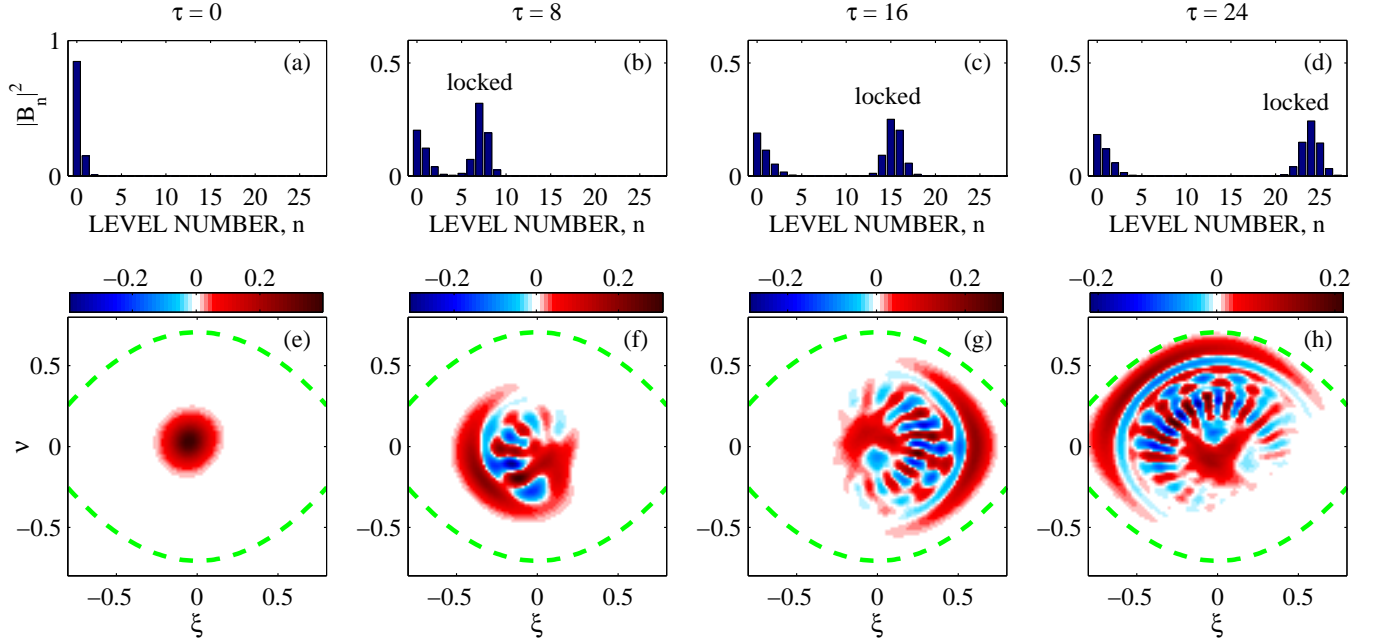 τ = 0
τ = 8
τ = 16
τ = 24
|B_n|^2
1
0
(a)
0 5 10 15 20 25
LEVEL NUMBER, n
0.5
0
locked
(b)
0 5 10 15 20 25
LEVEL NUMBER, n
0.5
0
locked
(c)
0 5 10 15 20 25
LEVEL NUMBER, n
0.5
0
locked
(d)
0 5 10 15 20 25
LEVEL NUMBER, n
−0.2 0 0.2
(e)
ν
0.5
0
−0.5
−0.5 0 0.5
ξ
−0.2 0 0.2
(f)
0.5
0
−0.5
−0.5 0 0.5
ξ
−0.2 0 0.2
(g)
0.5
0
−0.5
−0.5 0 0.5
ξ
−0.2 0 0.2
(h)
0.5
0
−0.5
−0.5 0 0.5
ξ